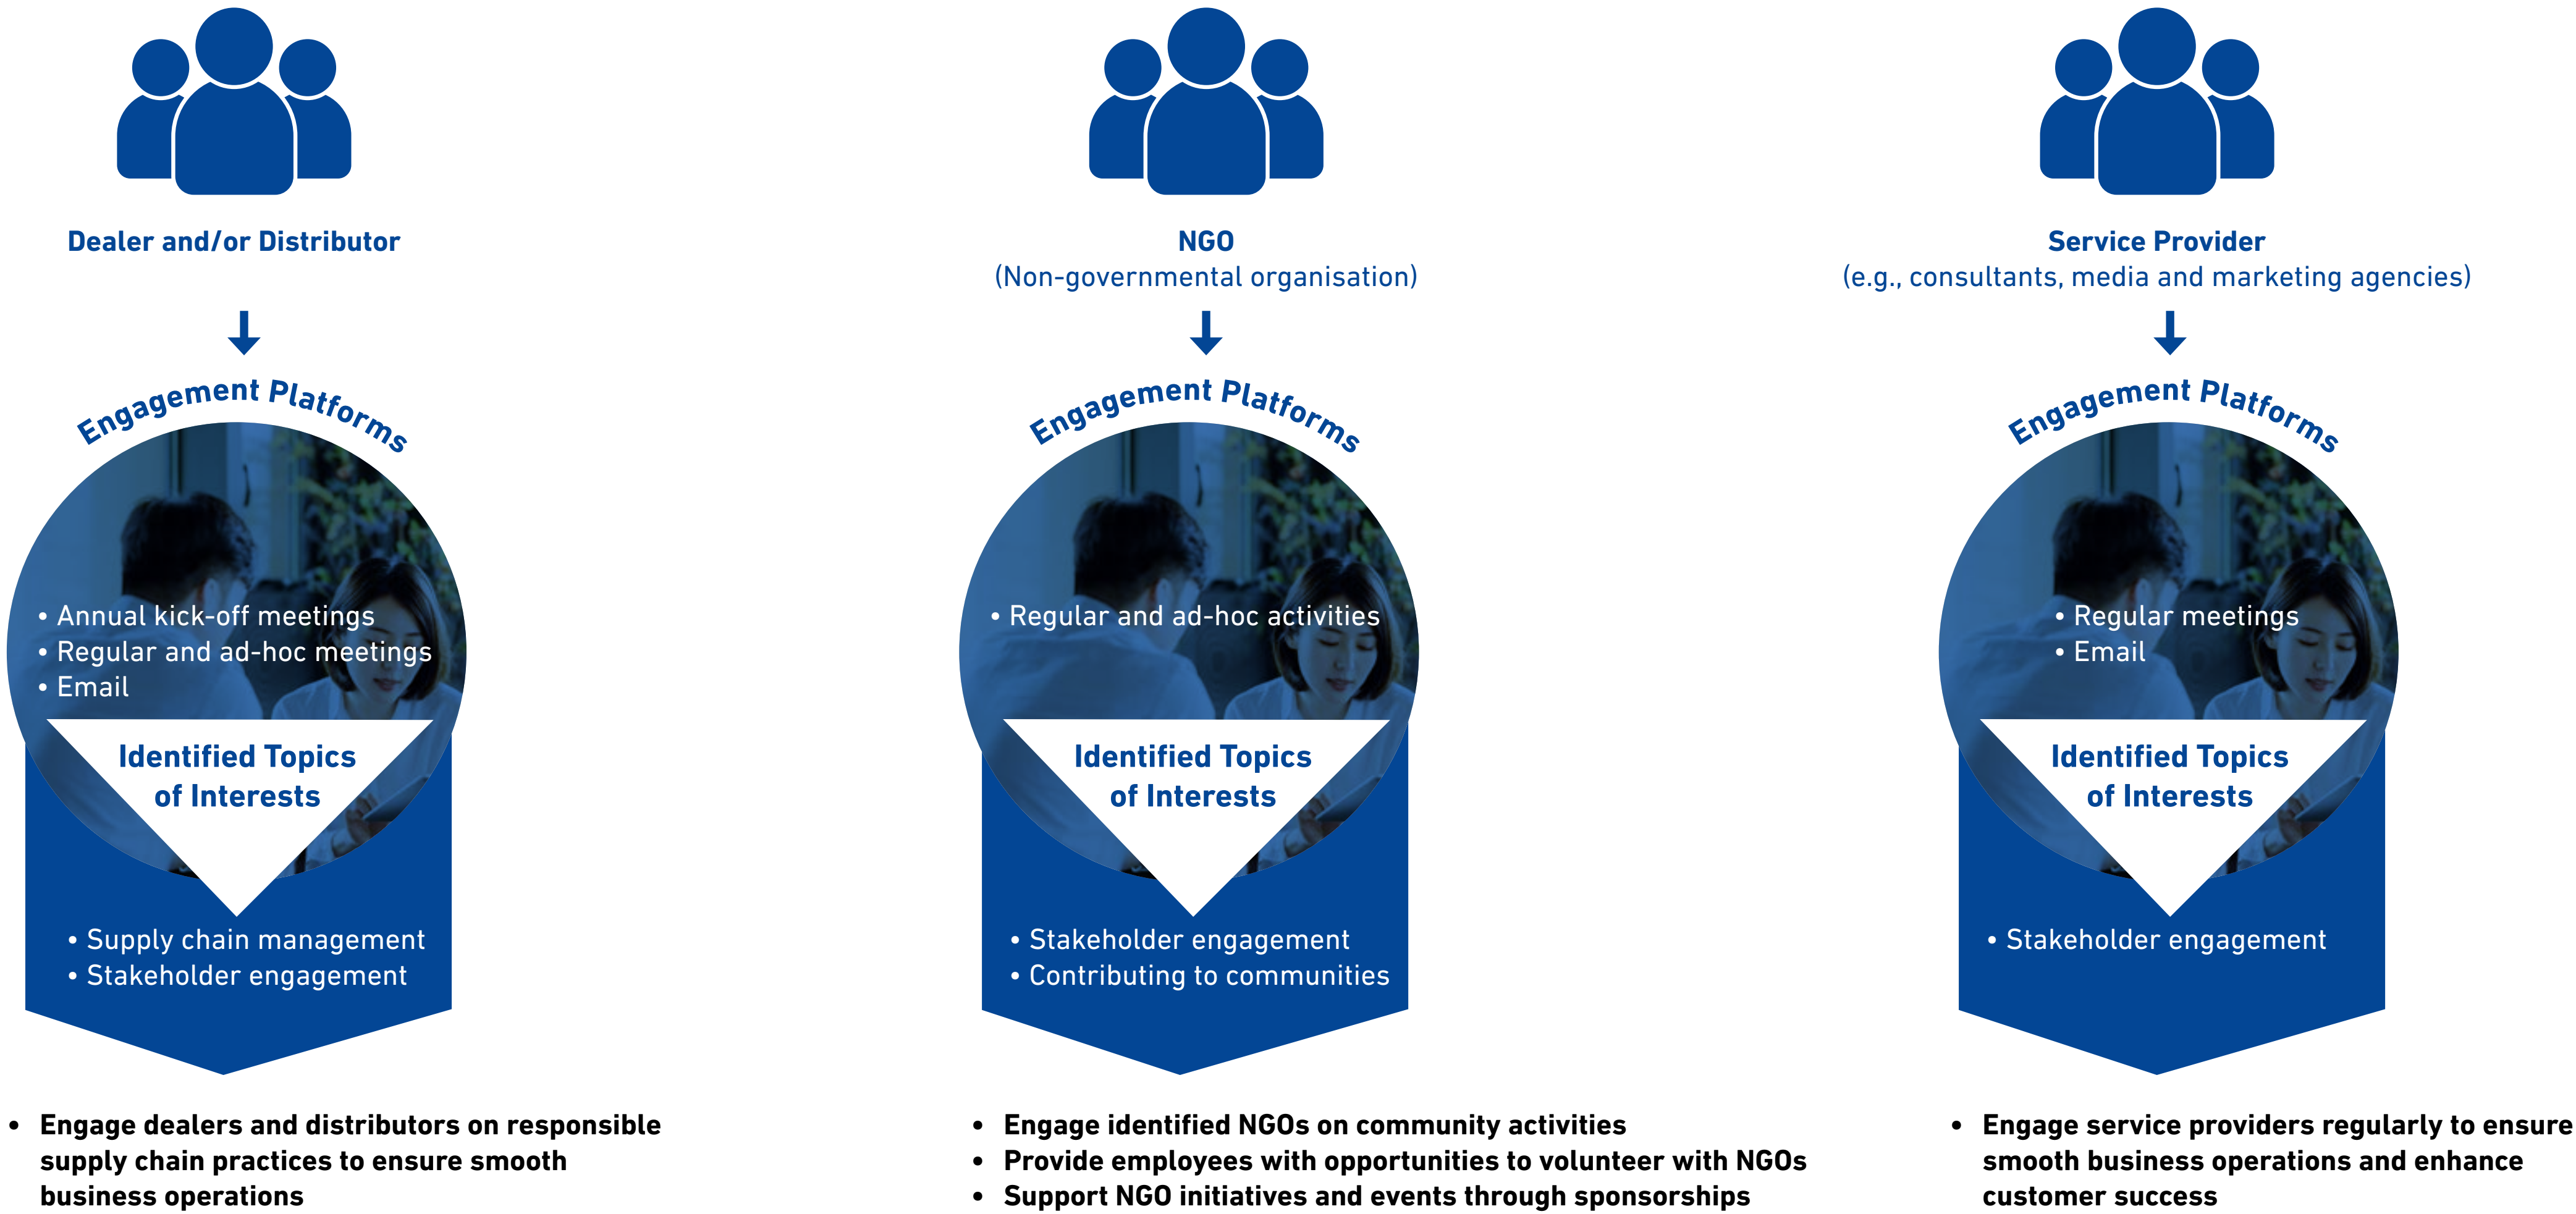 Dealer and/or Distributor
Engagement Platforms
• Annual kick-off meetings
• Regular and ad-hoc meetings
• Email
Identified Topics
of Interests
• Supply chain management
• Stakeholder engagement
• Engage dealers and distributors on responsible
supply chain practices to ensure smooth
business operations
NGO
(Non-governmental organisation)
Engagement Platforms
• Regular and ad-hoc activities
Identified Topics
of Interests
• Stakeholder engagement
• Contributing to communities
• Engage identified NGOs on community activities
• Provide employees with opportunities to volunteer with NGOs
• Support NGO initiatives and events through sponsorships
Service Provider
(e.g., consultants, media and marketing agencies)
Engagement Platforms
• Regular meetings
• Email
Identified Topics
of Interests
• Stakeholder engagement
• Engage service providers regularly to ensure
smooth business operations and enhance
customer success